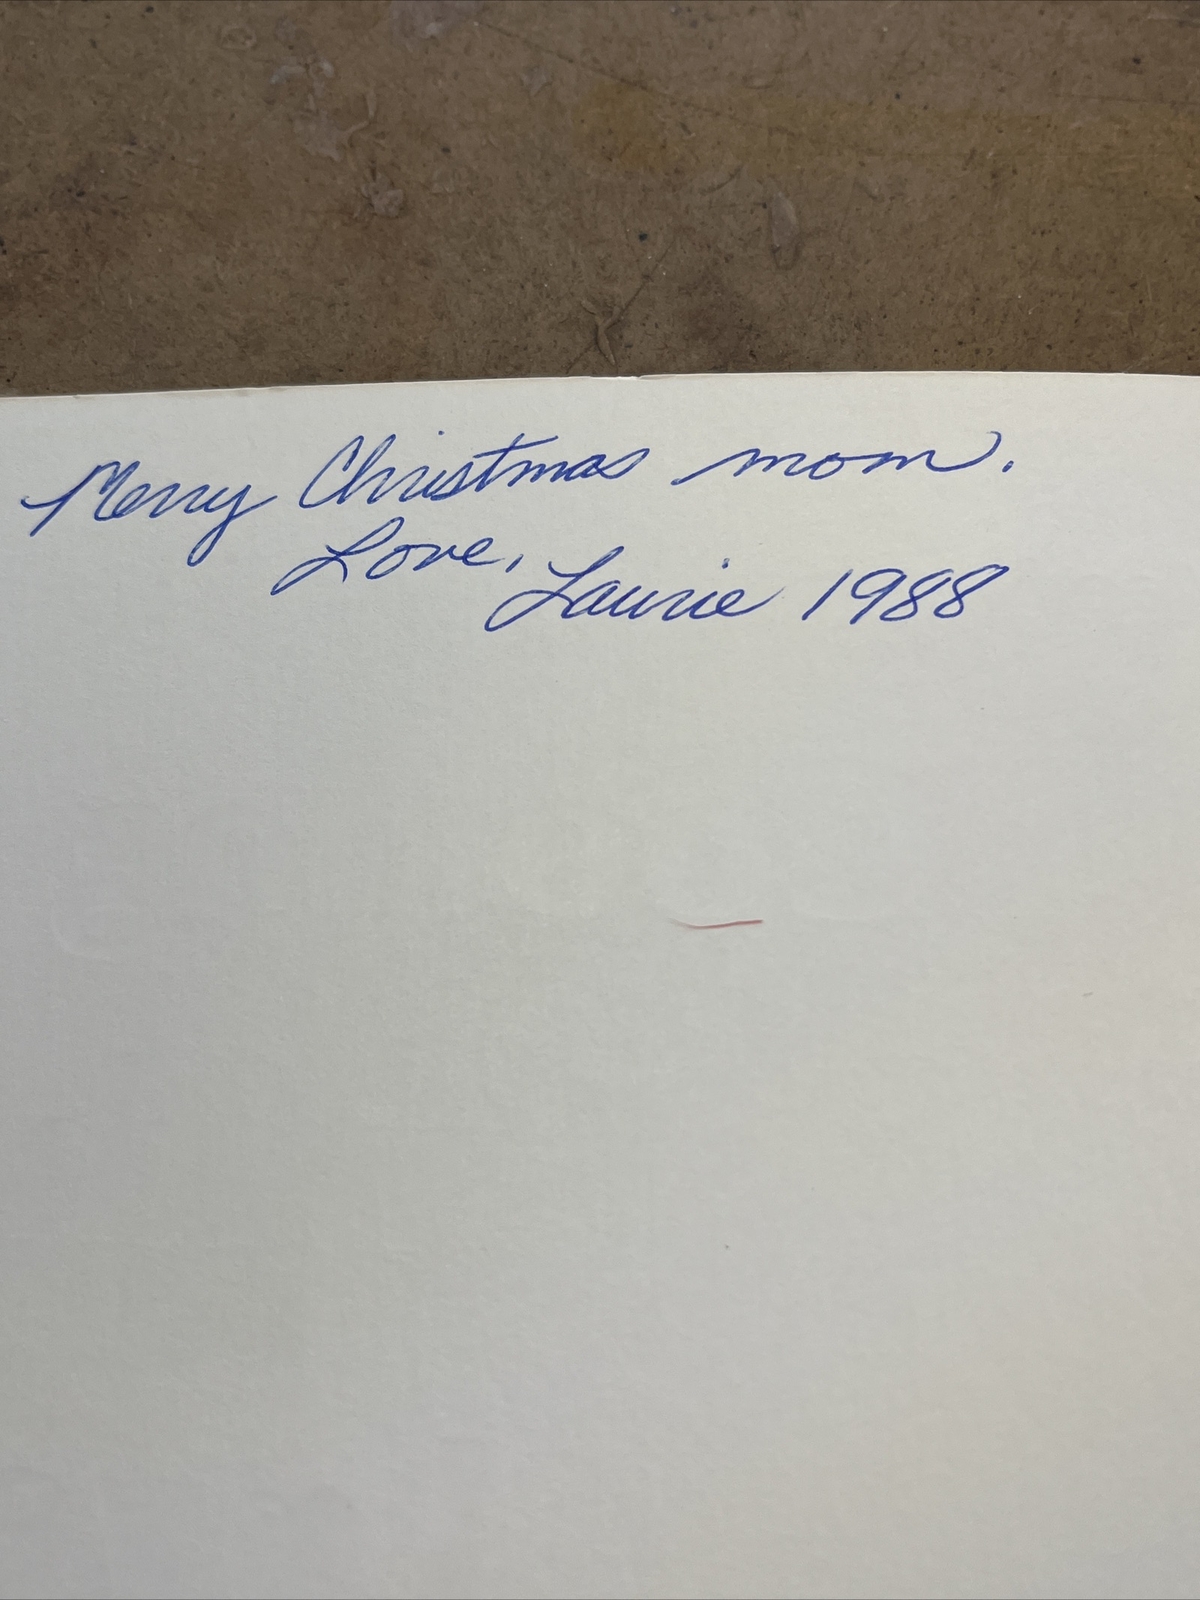 Merry Christmas mom.
Love,
Laurie 1988